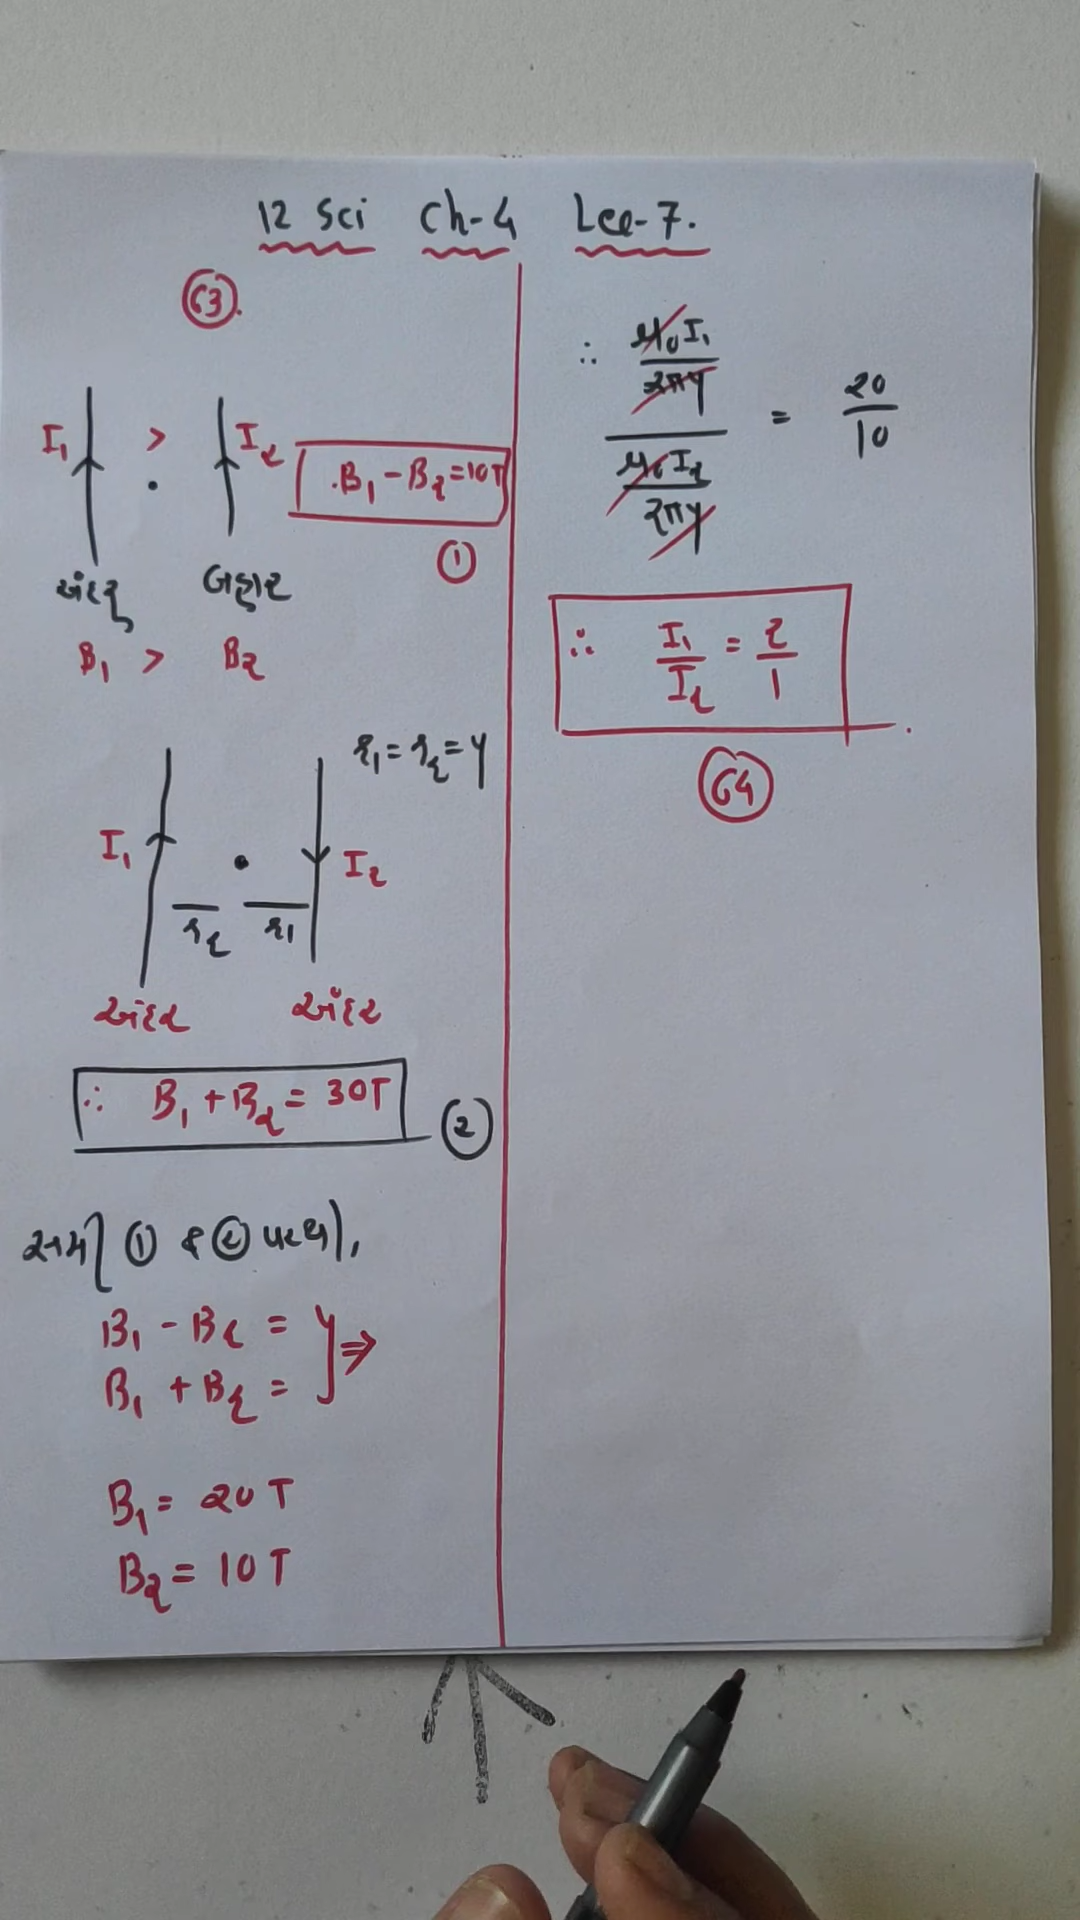 12 Sci Ch-4 Lec-7.
63.
I₁ > I₂
B₁ - B₂ = 10T
①
અંદર બહાર
B₁ > B₂
r₁ = r₂ = y
I₁ I₂
r₂ r₁
અંદર અંદર
∴ B₁ + B₂ = 30T
②
સમી ① & ② પરથી,
B₁ - B₂ = } ⇒
B₁ + B₂ =
B₁ = 20 T
B₂ = 10 T
∴ (μ₀I₁ / 2πy) / (μ₀I₂ / 2πy) = 20 / 10
∴ I₁ / I₂ = 2 / 1
64